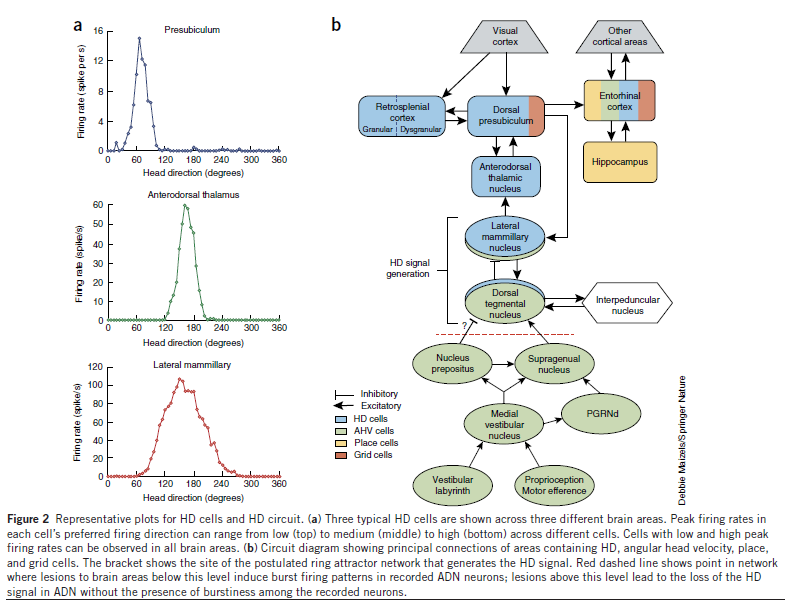 a
Presubiculum
Firing rate (spike per s)
16
12
8
4
0
0 60 120 180 240 300 360
Head direction (degrees)
Anterodorsal thalamus
Firing rate (spike/s)
60
50
40
30
20
10
0
0 60 120 180 240 300 360
Head direction (degrees)
Lateral mammillary
Firing rate (spike/s)
120
100
80
60
40
20
0
0 60 120 180 240 300 360
Head direction (degrees)
b
Visual
cortex
Other
cortical areas
Retrosplenial
cortex
Granular Dysgranular
Dorsal
presubiculum
Entorhinal
cortex
Anterodorsal
thalamic
nucleus
Hippocampus
Lateral
mammillary
nucleus
HD signal
generation
Dorsal
tegmental
nucleus
Interpeduncular
nucleus
?
Nucleus
prepositus
Supragenual
nucleus
Medial
vestibular
nucleus
PGRNd
Vestibular
labyrinth
Proprioception
Motor efference
Inhibitory
Excitatory
HD cells
AHV cells
Place cells
Grid cells
Debbie Maizels/Springer Nature
Figure 2 Representative plots for HD cells and HD circuit. (a) Three typical HD cells are shown across three different brain areas. Peak firing rates in
each cell's preferred firing direction can range from low (top) to medium (middle) to high (bottom) across different cells. Cells with low and high peak
firing rates can be observed in all brain areas. (b) Circuit diagram showing principal connections of areas containing HD, angular head velocity, place,
and grid cells. The bracket shows the site of the postulated ring attractor network that generates the HD signal. Red dashed line shows point in network
where lesions to brain areas below this level induce burst firing patterns in recorded ADN neurons; lesions above this level lead to the loss of the HD
signal in ADN without the presence of burstiness among the recorded neurons.